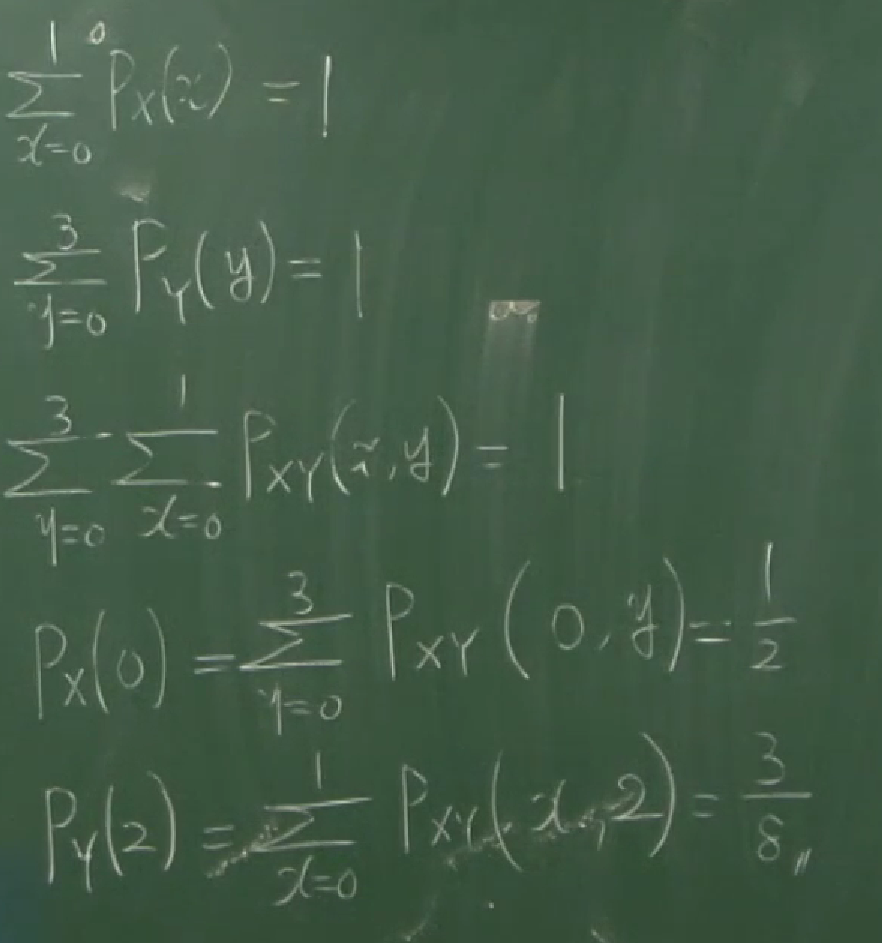 \sum_{x=0}^{1} P_X(x) = 1
\sum_{y=0}^{3} P_Y(y) = 1
\sum_{y=0}^{3} \sum_{x=0}^{1} P_{XY}(x,y) = 1
P_X(0) = \sum_{y=0}^{3} P_{XY}(0,y) = \frac{1}{2}
P_Y(2) = \sum_{x=0}^{1} P_{XY}(x,2) = \frac{3}{8}〃